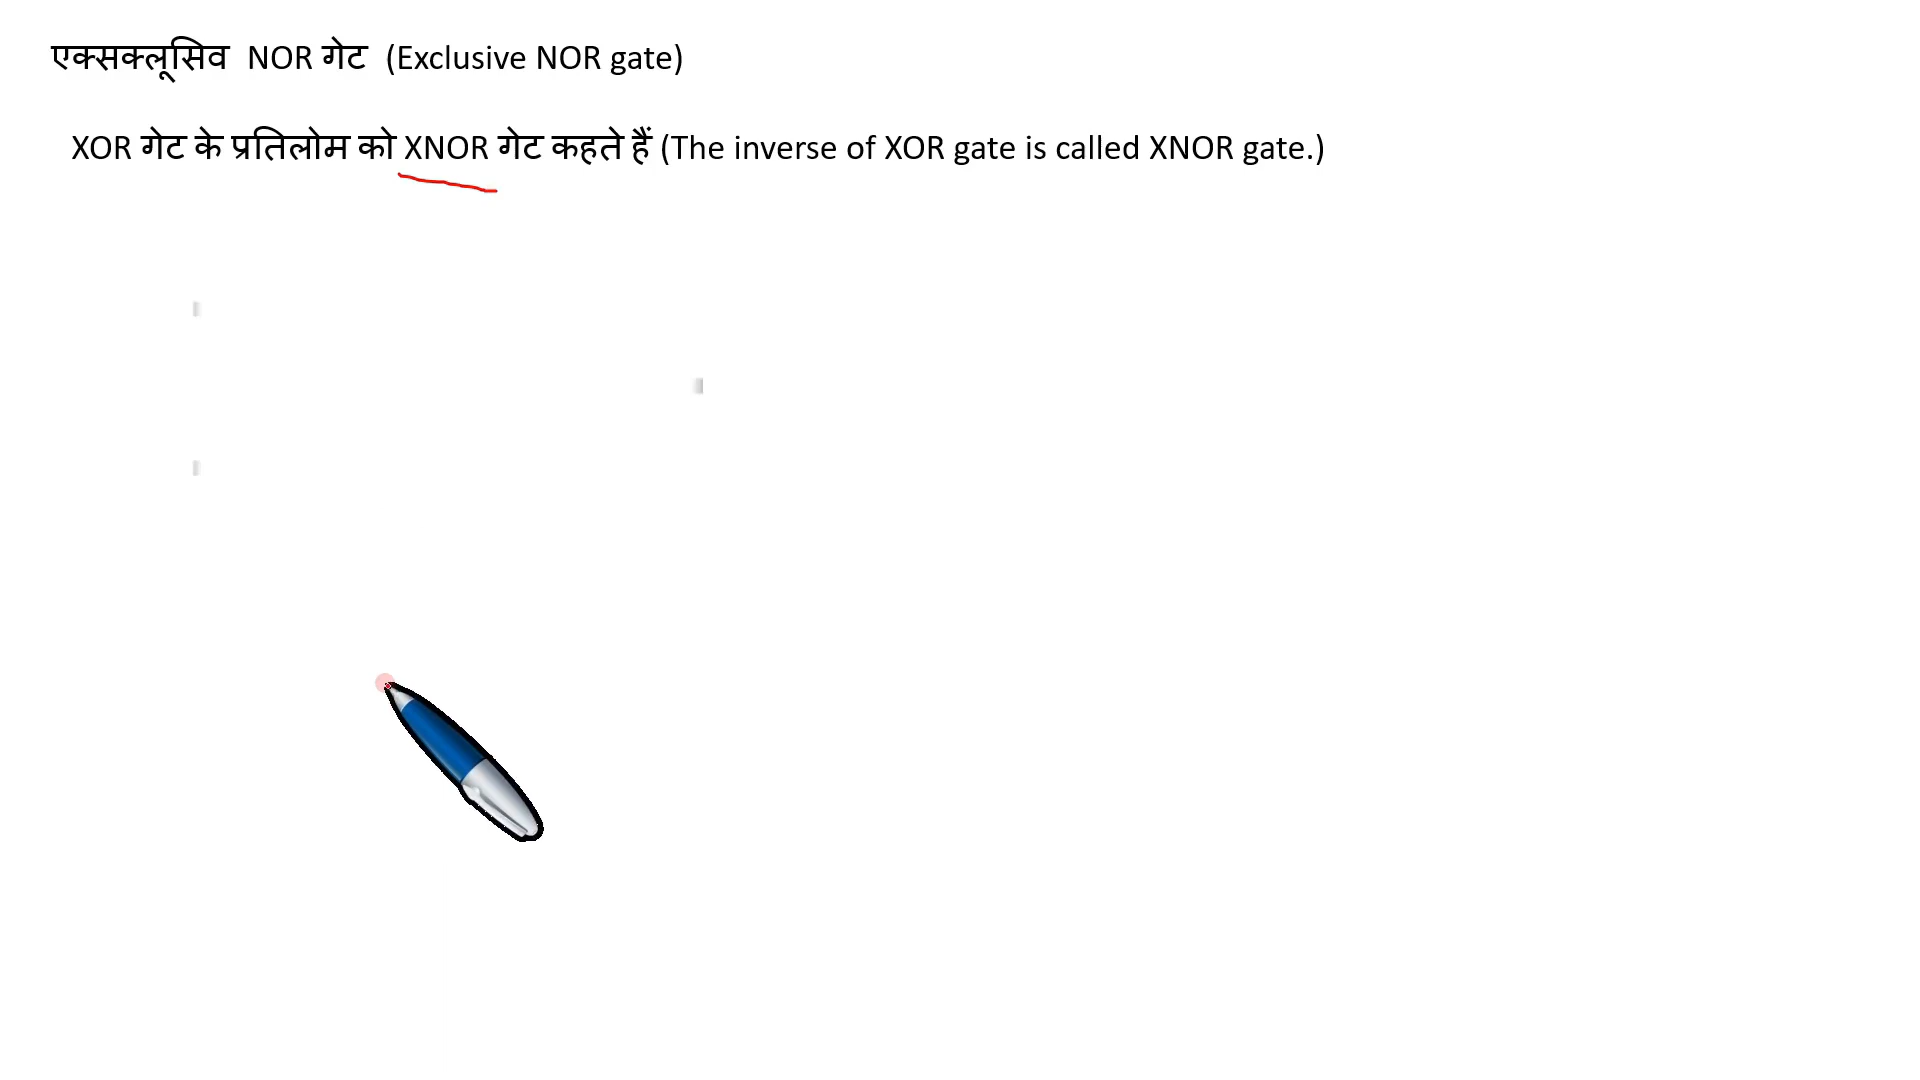 एक्सक्लूसिव NOR गेट (Exclusive NOR gate)
XOR गेट के प्रतिलोम को XNOR गेट कहते हैं (The inverse of XOR gate is called XNOR gate.)